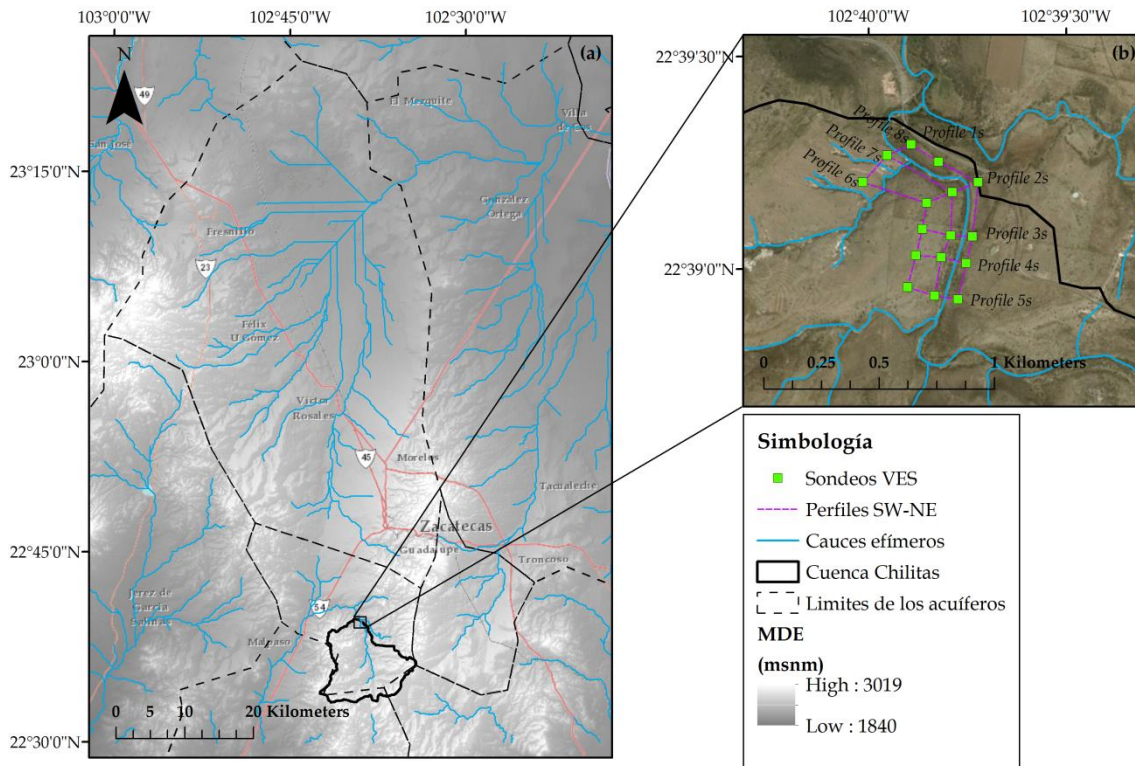 103°0'0"W
102°45'0"W
102°30'0"W
(a)
N
49
El Mezquite
Villa
de Cos
San José
23°15'0"N
González
Ortega
Fresnillo
23
Félix
U Gómez
23°0'0"N
Víctor
Rosales
45
Morelos
Tacualeche
Zacatecas
Guadalupe
22°45'0"N
Troncoso
Jerez de
García
Salinas
54
Malpaso
0 5 10 20 Kilometers
22°30'0"N
102°40'0"W
102°39'30"W
(b)
22°39'30"N
Profile 8s
Profile 1s
Profile 7s
Profile 6s
Profile 2s
Profile 3s
22°39'0"N
Profile 4s
Profile 5s
0 0.25 0.5 1 Kilometers
Simbología
Sondeos VES
Perfiles SW-NE
Cauces efímeros
Cuenca Chilitas
Limites de los acuíferos
MDE
(msnm)
High : 3019
Low : 1840